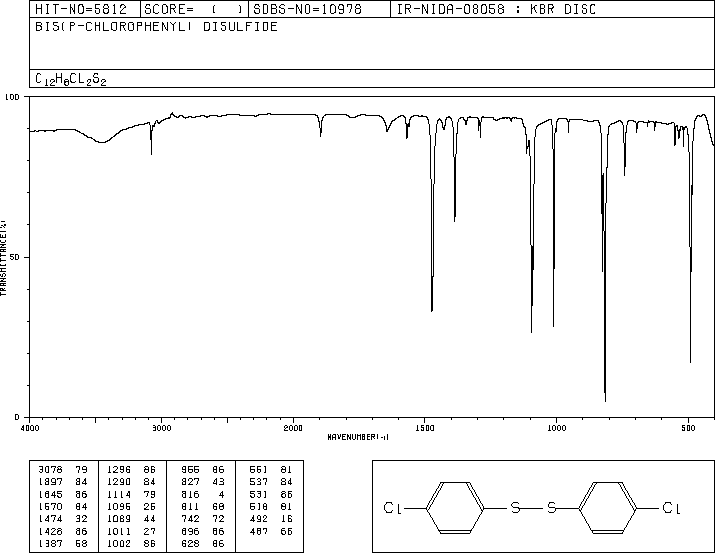 HIT-NO=5812 SCORE= ( ) SDBS-NO=10978 IR-NIDA-08058 : KBR DISC
BIS(P-CHLOROPHENYL) DISULFIDE
C12H8CL2S2
100
50
0
TRANSMITTANCE(%)
4000 3000 2000 1500 1000 500
WAVENUMBER(-1)
3078 79 1296 86 955 86 551 81
1897 84 1290 84 827 43 537 84
1645 86 1114 79 816 4 531 86
1570 84 1095 26 811 68 518 81
1474 32 1089 44 742 72 492 16
1428 86 1011 27 696 86 487 66
1387 58 1002 86 628 86
Cl S S Cl